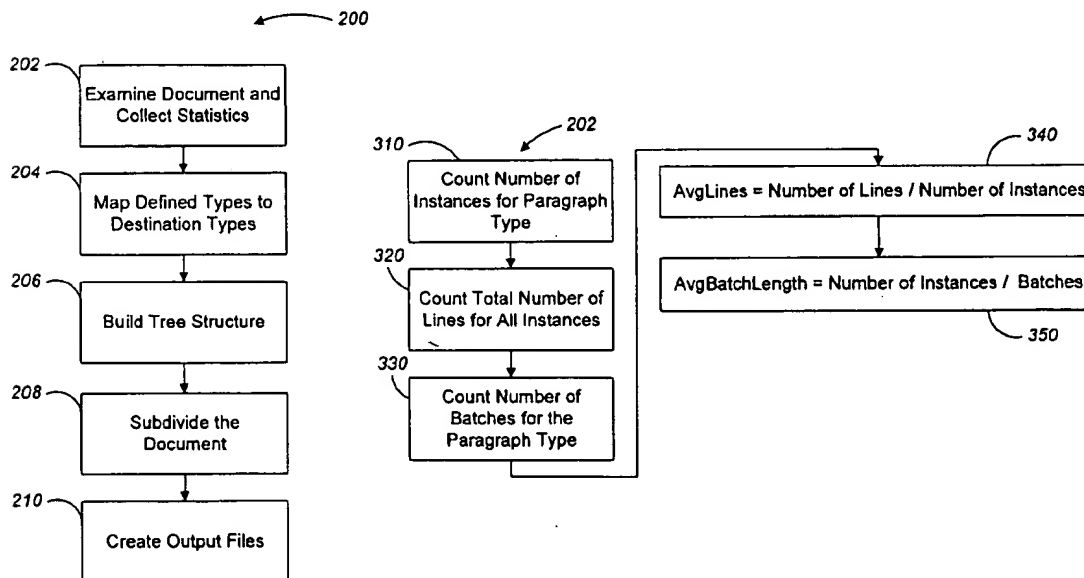 200
202
Examine Document and
Collect Statistics
204
Map Defined Types to
Destination Types
206
Build Tree Structure
208
Subdivide the
Document
210
Create Output Files
202
310
Count Number of
Instances for Paragraph
Type
320
Count Total Number of
Lines for All Instances
330
Count Number of
Batches for the
Paragraph Type
340
AvgLines = Number of Lines / Number of Instances
AvgBatchLength = Number of Instances / Batches
350